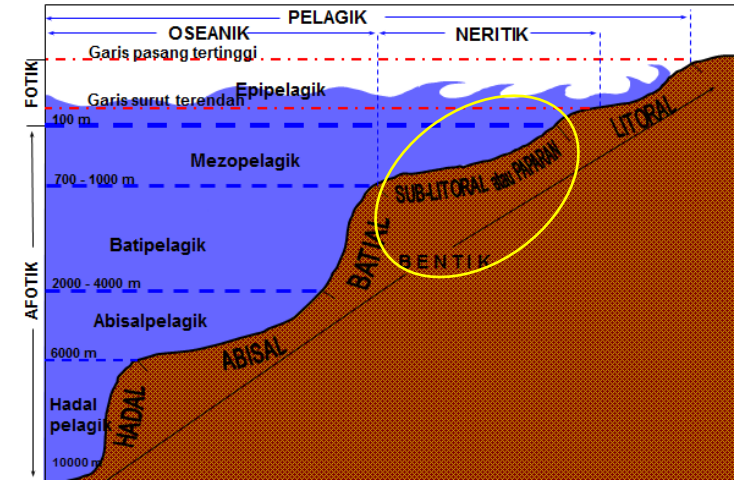 PELAGIK
OSEANIK
NERITIK
Garis pasang tertinggi
FOTIK
Epipelagik
Garis surut terendah
100 m
LITORAL
Mezopelagik
SUB-LITORAL atau PAPARAN
700 - 1000 m
BATIAL
Batipelagik
BENTIK
AFOTIK
2000 - 4000 m
Abisalpelagik
ABISAL
6000 m
HADAL
Hadal
pelagik
10000 m